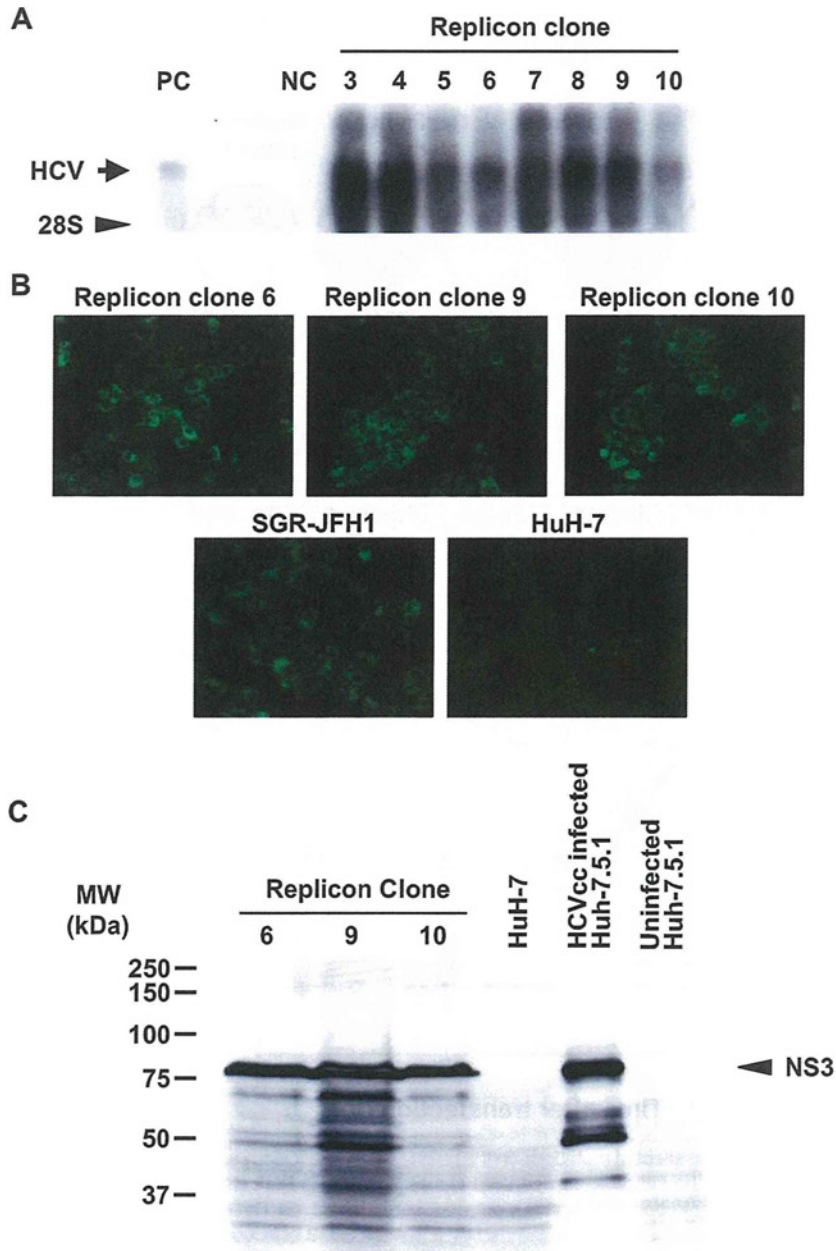 A
Replicon clone
PC NC 3 4 5 6 7 8 9 10
HCV
28S
B
Replicon clone 6 Replicon clone 9 Replicon clone 10
SGR-JFH1 HuH-7
C
MW
(kDa)
Replicon Clone
6 9 10
HuH-7
HCVcc infected
Huh-7.5.1
Uninfected
Huh-7.5.1
250
150
100
75
50
37
NS3